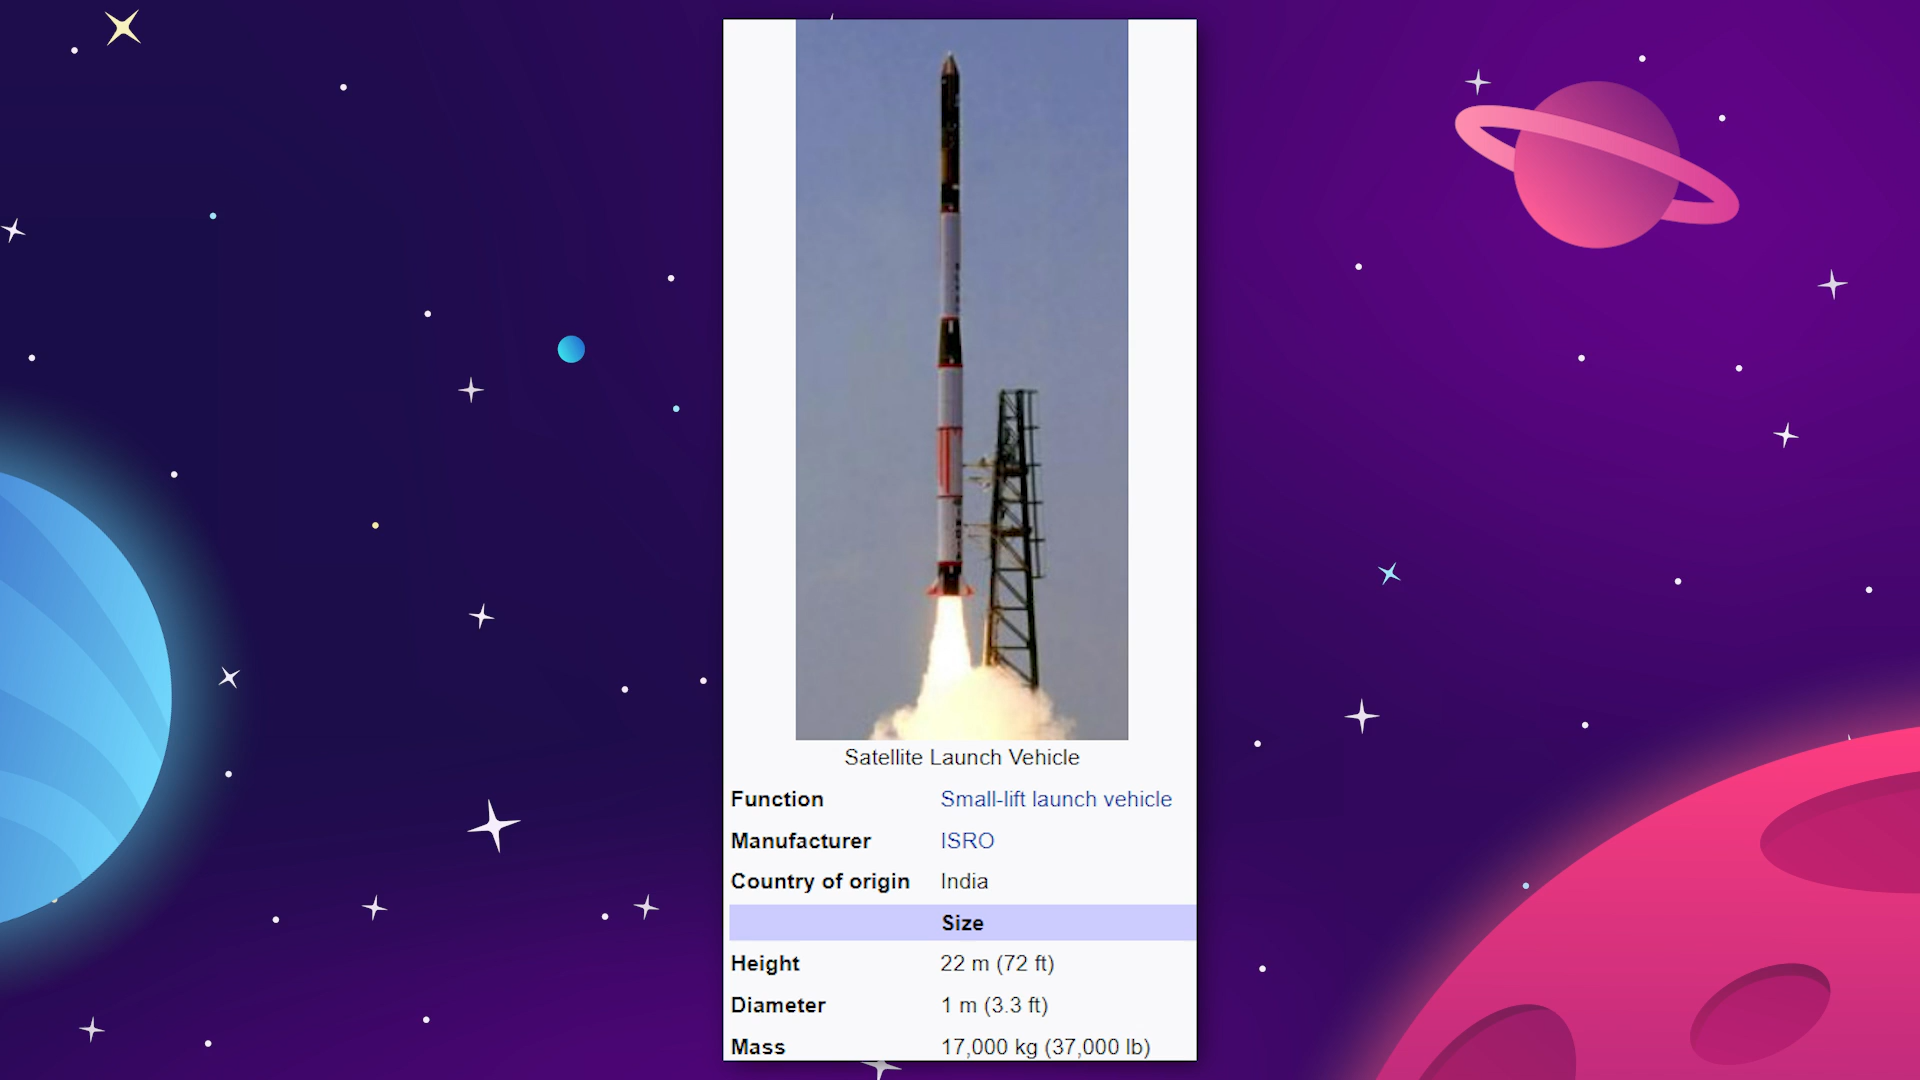 Satellite Launch Vehicle
Function Small-lift launch vehicle
Manufacturer ISRO
Country of origin India
Size
Height 22 m (72 ft)
Diameter 1 m (3.3 ft)
Mass 17,000 kg (37,000 lb)